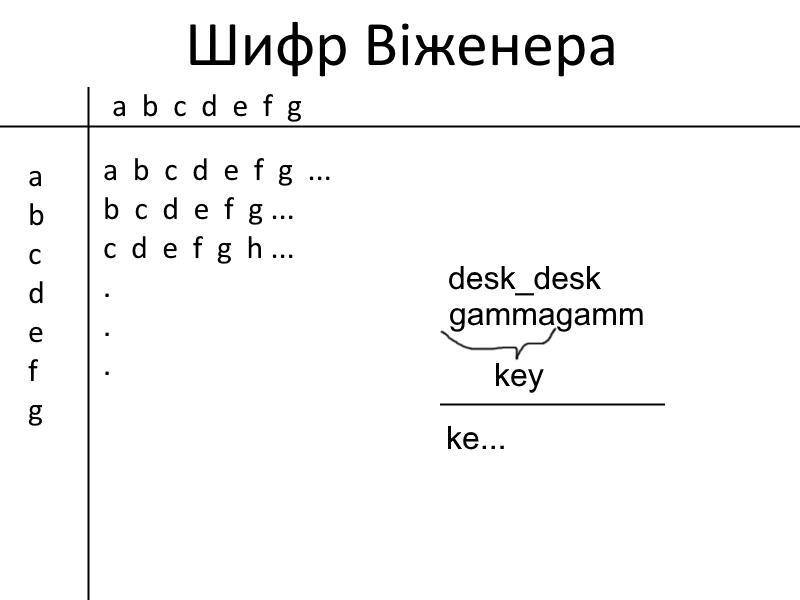 Шифр Віженера
a b c d e f g
a
b
c
d
e
f
g
a b c d e f g ...
b c d e f g ...
c d e f g h ...
.
.
.
desk_desk
gammagamm
key
ke...